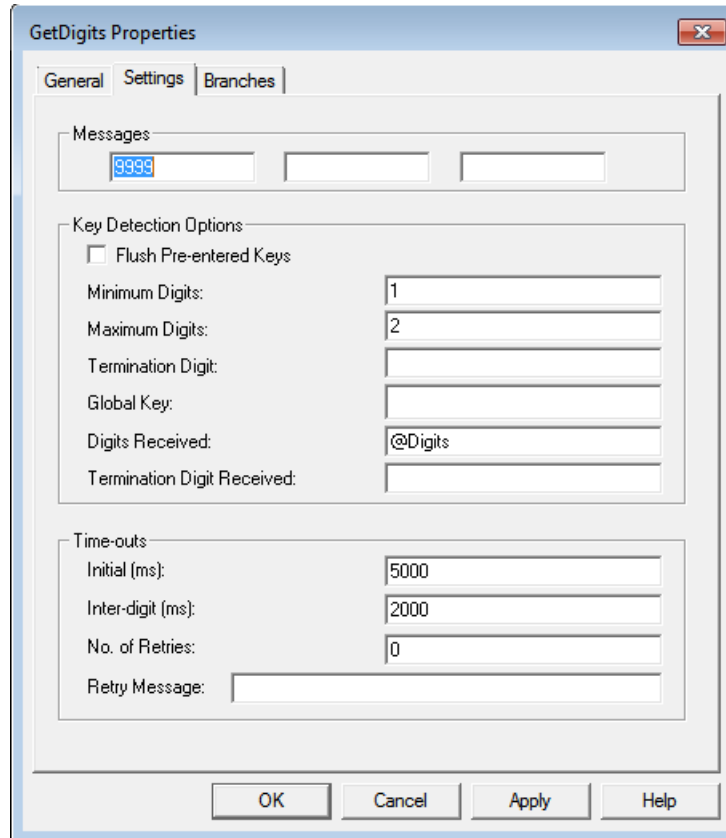 GetDigits Properties
General Settings Branches
Messages
9999
Key Detection Options
Flush Pre-entered Keys
Minimum Digits: 1
Maximum Digits: 2
Termination Digit:
Global Key:
Digits Received: @Digits
Termination Digit Received:
Time-outs
Initial (ms): 5000
Inter-digit (ms): 2000
No. of Retries: 0
Retry Message:
OK Cancel Apply Help